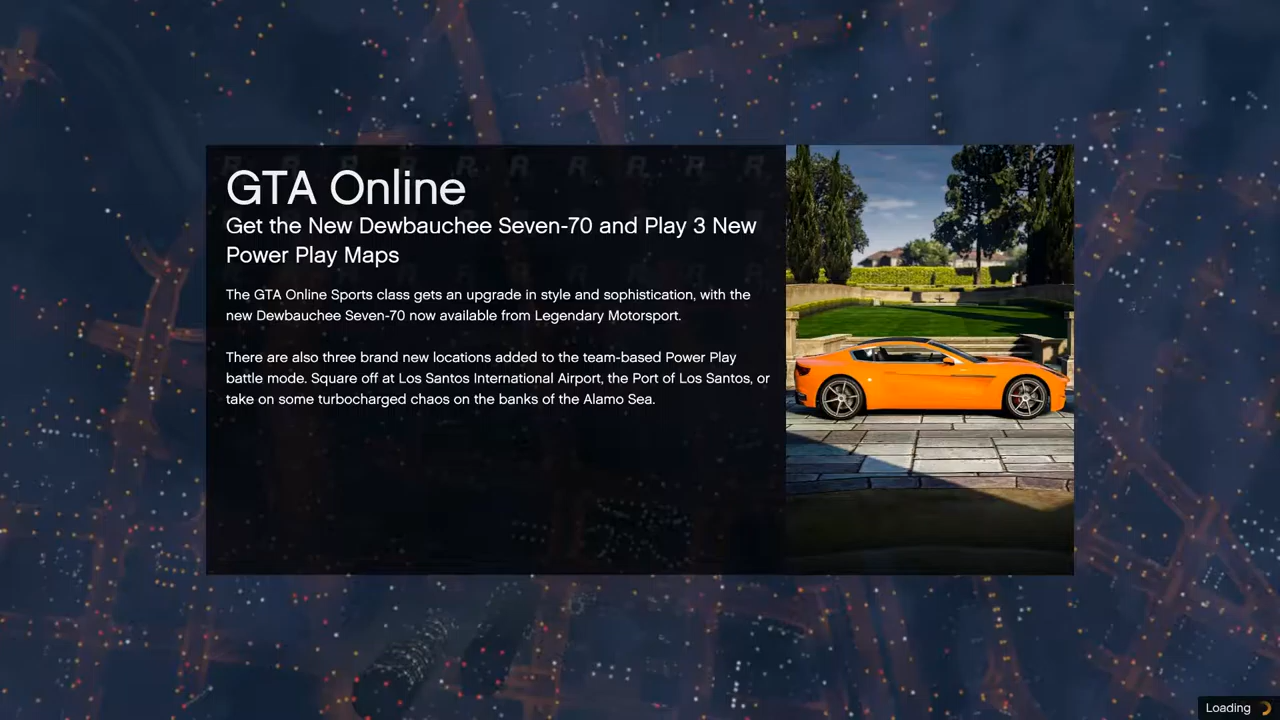 GTA Online
Get the New Dewbauchee Seven-70 and Play 3 New
Power Play Maps
The GTA Online Sports class gets an upgrade in style and sophistication, with the
new Dewbauchee Seven-70 now available from Legendary Motorsport.
There are also three brand new locations added to the team-based Power Play
battle mode. Square off at Los Santos International Airport, the Port of Los Santos, or
take on some turbocharged chaos on the banks of the Alamo Sea.
Loading